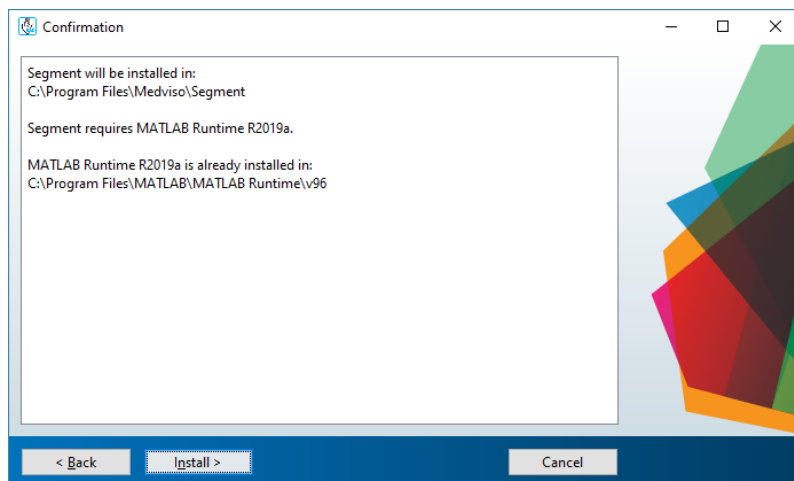 Confirmation
Segment will be installed in:
C:\Program Files\Medviso\Segment
Segment requires MATLAB Runtime R2019a.
MATLAB Runtime R2019a is already installed in:
C:\Program Files\MATLAB\MATLAB Runtime\v96
< Back
Install >
Cancel